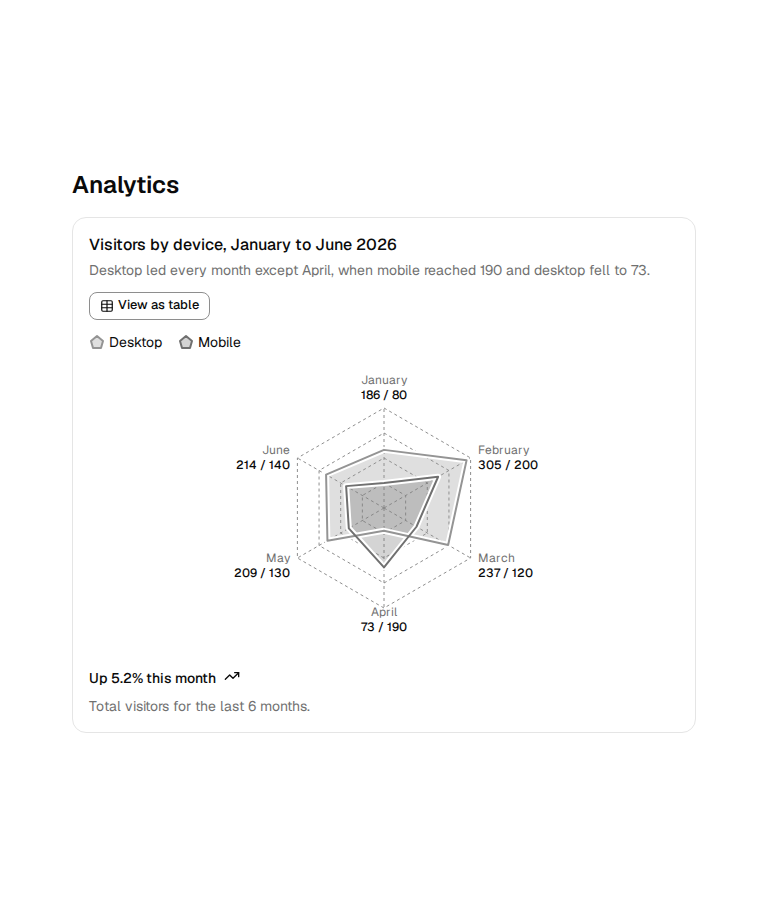 Analytics
Visitors by device, January to June 2026
Desktop led every month except April, when mobile reached 190 and desktop fell to 73.
View as table
Desktop
Mobile
January
186 / 80
June
214 / 140
February
305 / 200
May
209 / 130
March
237 / 120
April
73 / 190
Up 5.2% this month
Total visitors for the last 6 months.